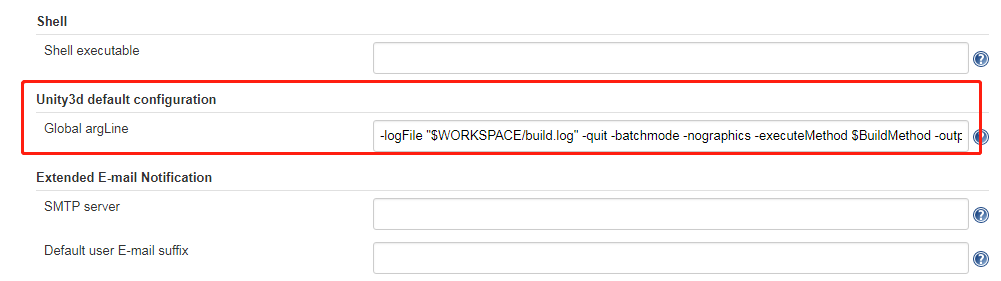 Shell
Shell executable
Unity3d default configuration
Global argLine
-logFile "$WORKSPACE/build.log" -quit -batchmode -nographics -executeMethod $BuildMethod -outp
Extended E-mail Notification
SMTP server
Default user E-mail suffix